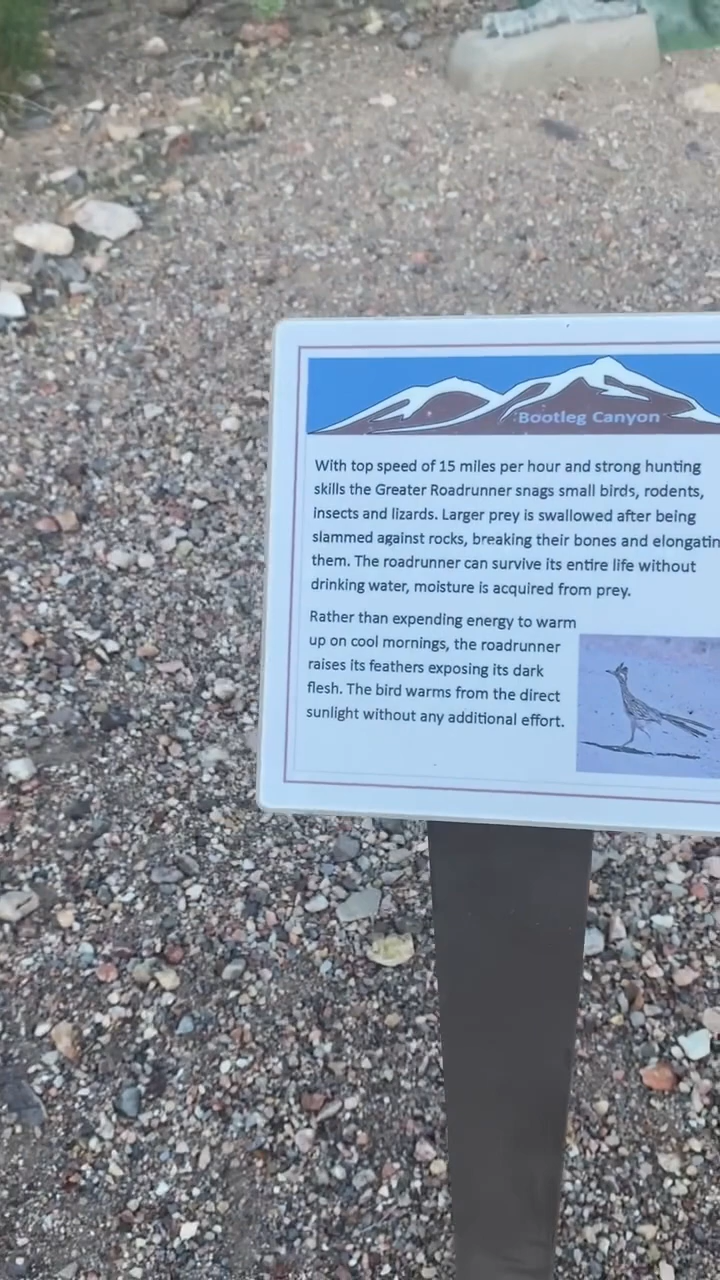 Bootleg Canyon
With top speed of 15 miles per hour and strong hunting
skills the Greater Roadrunner snags small birds, rodents,
insects and lizards. Larger prey is swallowed after being
slammed against rocks, breaking their bones and elongatin
them. The roadrunner can survive its entire life without
drinking water, moisture is acquired from prey.
Rather than expending energy to warm
up on cool mornings, the roadrunner
raises its feathers exposing its dark
flesh. The bird warms from the direct
sunlight without any additional effort.